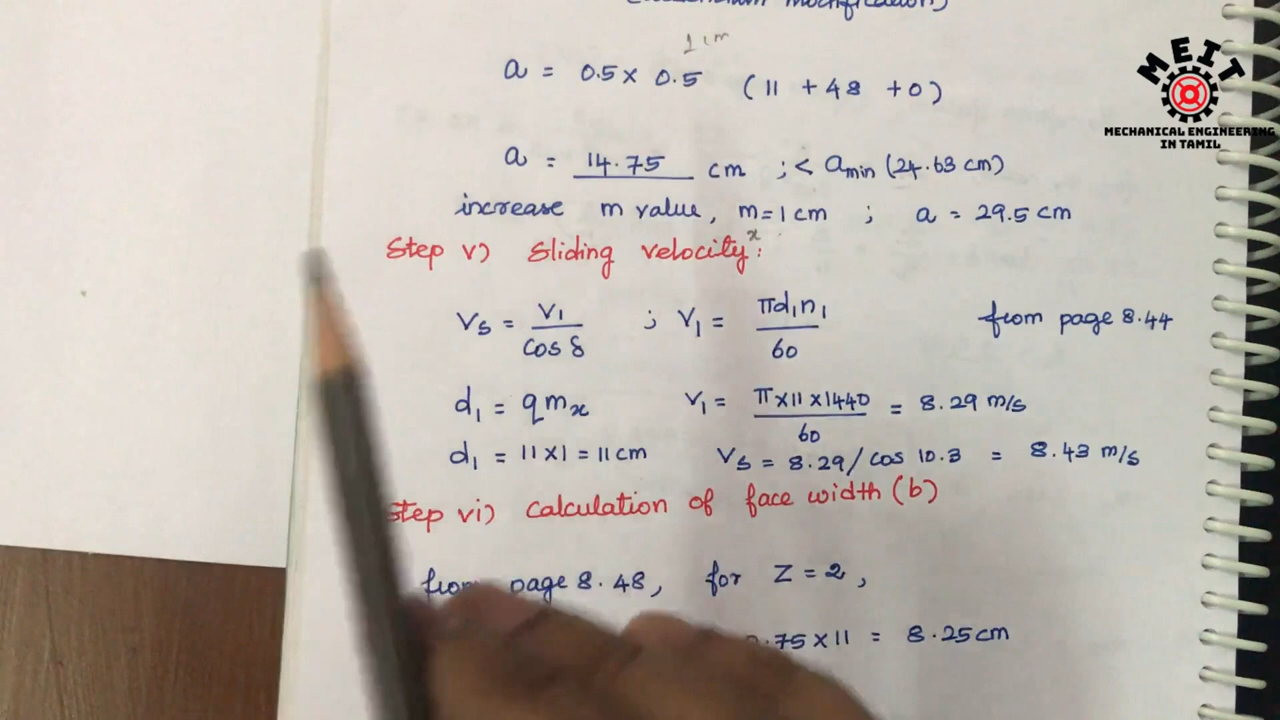 1 cm
a = 0.5 x 0.5 (11 + 48 + 0)
a = 14.75 cm ; < amin (24.63 cm)
increase m value, m = 1 cm ; a = 29.5 cm
Step v) Sliding velocity :
x
Vs = V1 / cos δ ; V1 = πd1n1 / 60 from page 8.44
d1 = qmx V1 = π x 11 x 1440 / 60 = 8.29 m/s
d1 = 11 x 1 = 11 cm Vs = 8.29 / cos 10.3 = 8.43 m/s
Step vi) Calculation of face width (b)
page 8.48, for Z = 2,
.75 x 11 = 8.25 cm
MEIT
MECHANICAL ENGINEERING
IN TAMIL